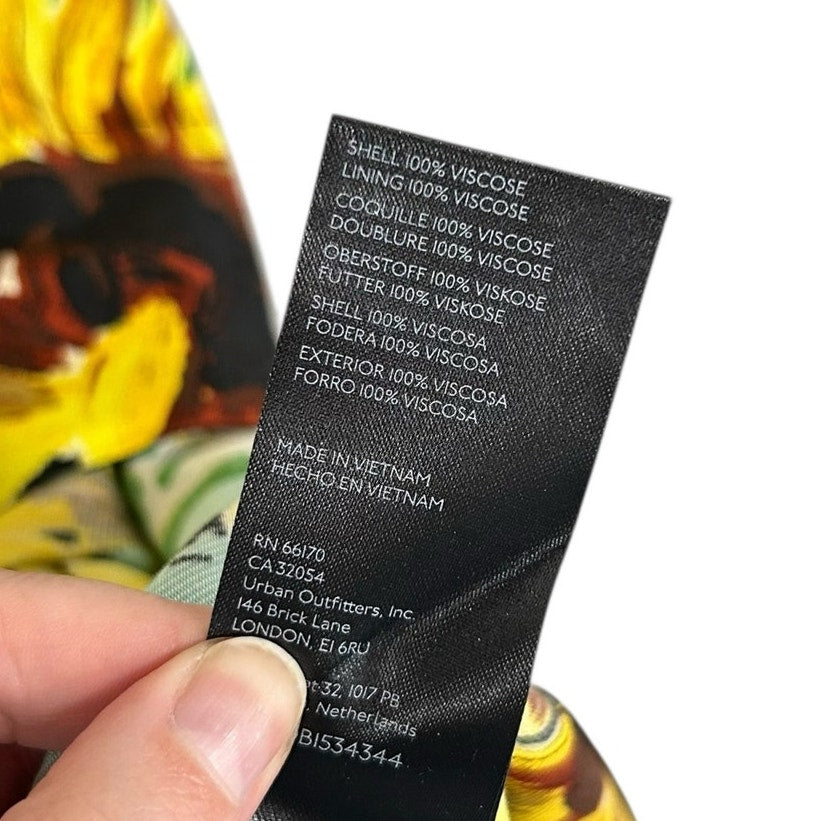 SHELL 100% VISCOSE
LINING 100% VISCOSE
COQUILLE 100% VISCOSE
DOUBLURE 100% VISCOSE
OBERSTOFF 100% VISKOSE
FUTTER 100% VISKOSE
SHELL 100% VISCOSA
FODERA 100% VISCOSA
EXTERIOR 100% VISCOSA
FORRO 100% VISCOSA
MADE IN VIETNAM
HECHO EN VIETNAM
RN 66170
CA 32054
Urban Outfitters, Inc.
146 Brick Lane
LONDON, E1 6RU
32, 1017 PB
, Netherlands
B1534344